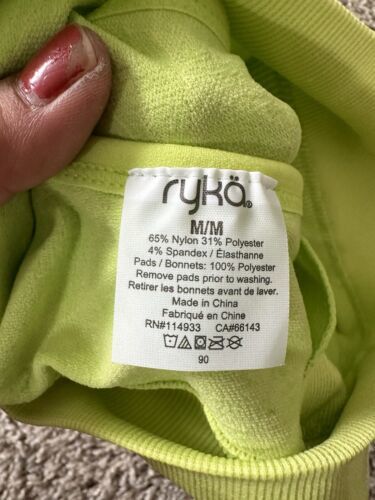 rykä®
M/M
65% Nylon 31% Polyester
4% Spandex / Élasthanne
Pads / Bonnets: 100% Polyester
Remove pads prior to washing.
Retirer les bonnets avant de laver.
Made in China
Fabriqué en Chine
RN#114933 CA#66143
90